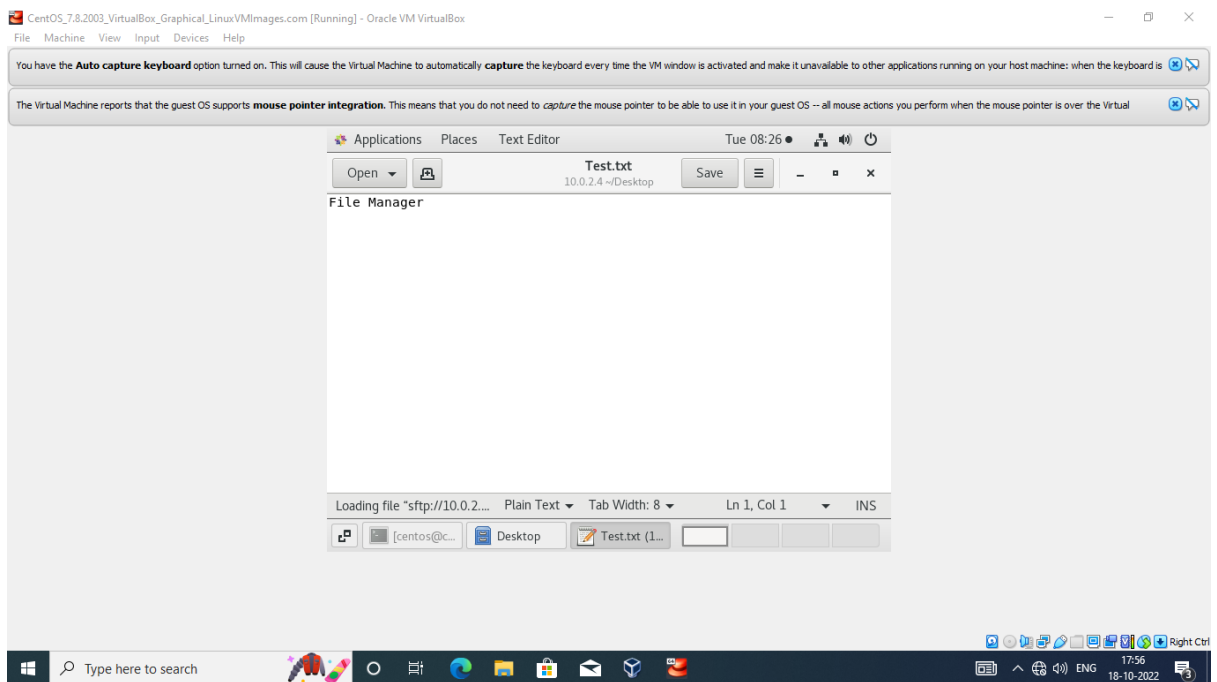 CentOS_7.8.2003_VirtualBox_Graphical_LinuxVMImages.com [Running] - Oracle VM VirtualBox
File Machine View Input Devices Help
You have the Auto capture keyboard option turned on. This will cause the Virtual Machine to automatically capture the keyboard every time the VM window is activated and make it unavailable to other applications running on your host machine: when the keyboard is
The Virtual Machine reports that the guest OS supports mouse pointer integration. This means that you do not need to capture the mouse pointer to be able to use it in your guest OS -- all mouse actions you perform when the mouse pointer is over the Virtual
Applications Places Text Editor Tue 08:26
Open Test.txt Save
10.0.2.4 ~/Desktop
File Manager
Loading file "sftp://10.0.2.... Plain Text Tab Width: 8 Ln 1, Col 1 INS
[centos@c... Desktop Test.txt (1...
Right Ctrl
Type here to search ENG 17:56
18-10-2022 3